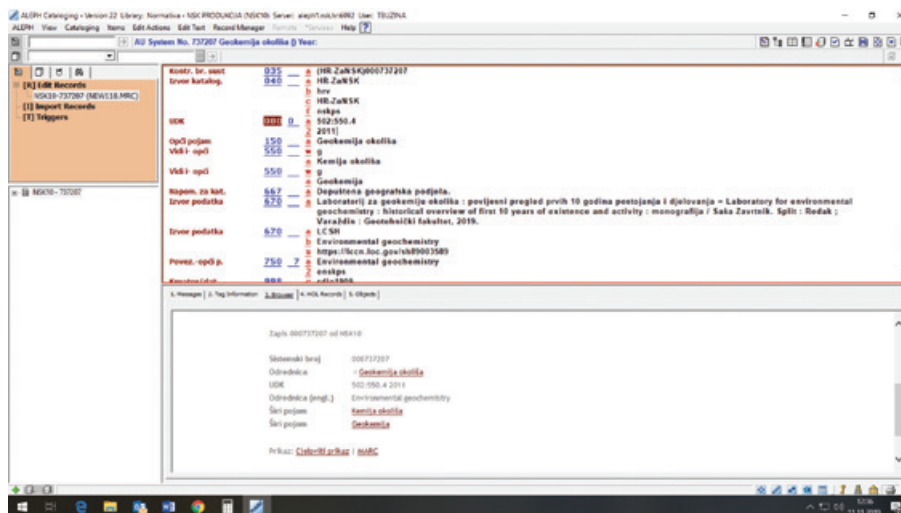 ALEPH Cataloging - Version 22 Library: Normativa - NSK PRODUKCIJA (NSK10) Server: aleph1.nsk.hr:6892 User: TBUZINA
ALEPH View Cataloging Items Edit Actions Edit Text Record Manager Help
AU System No. 737207 Geokemija okoliša () Year:
[R] Edit Records
NSK10-737207 (NEW118.MRC)
[I] Import Records
[T] Triggers
NSK10 - 737207
Kontr. br. sust 035 a (HR-ZaNSK)000737207
Izvor katalog. 040 a HR-ZaNSK
b hrv
c HR-ZaNSK
f nskps
UDK 080 0 a 502:550.4
2 2011
Opći pojam 150 a Geokemija okoliša
Vidi i- opći 550 w g
a Kemija okoliša
Vidi i- opći 550 w g
a Geokemija
Napom. za kat. 667 a Dopuštena geografska podjela.
Izvor podatka 670 a Laboratorij za geokemiju okoliša : povijesni pregled prvih 10 godina postojanja i djelovanja = Laboratory for environmental
geochemistry : historical overview of first 10 years of existence and activity : monografija / Saša Zavrtnik. Split : Redak ;
Varaždin : Geotehnički fakultet, 2019.
Izvor podatka 670 a LCSH
b Environmental geochemistry
u https://lccn.loc.gov/sh89003589
Povez.-opći p. 750 7 a Environmental geochemistry
2 enskps
1. Messages 2. Tag Information 3. Browser 4. HOL Records 5. Objects
Zapis 000737207 od NSK10
Sistemski broj 000737207
Odrednica Geokemija okoliša
UDK 502:550.4 2011
Odrednica (engl.) Environmental geochemistry
Širi pojam Kemija okoliša
Širi pojam Geokemija
Prikaz: Cjeloviti prikaz | MARC
12:36
11.11.2019.